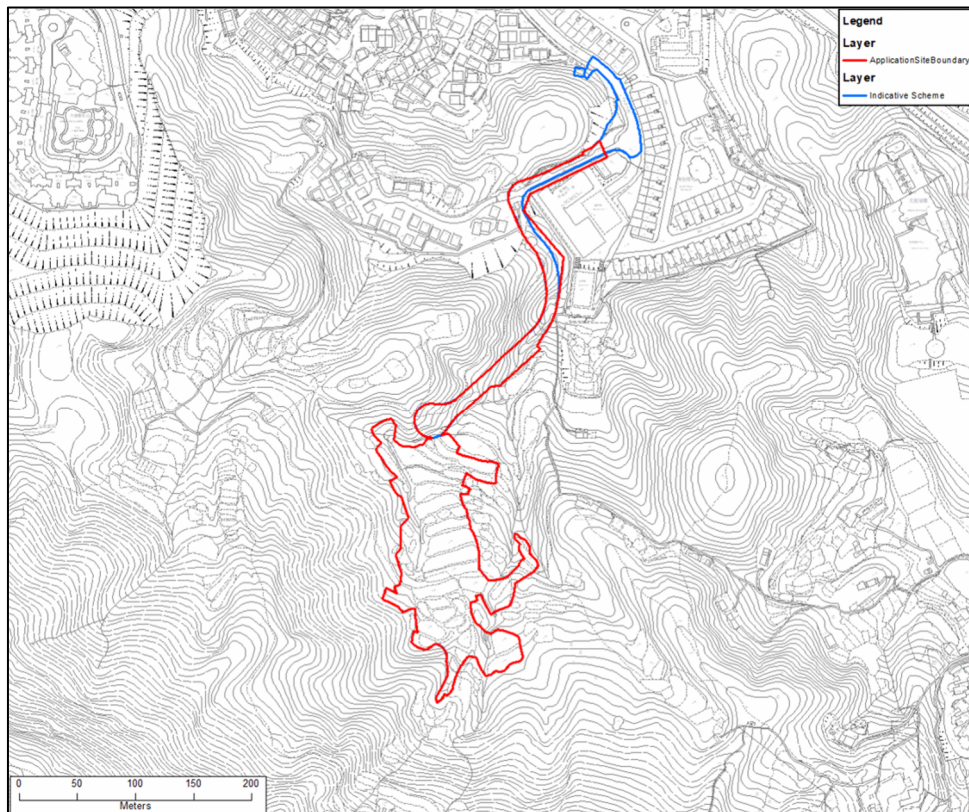 Legend
Layer
ApplicationSiteBoundary
Layer
Indicative Scheme
0 50 100 150 200
Meters